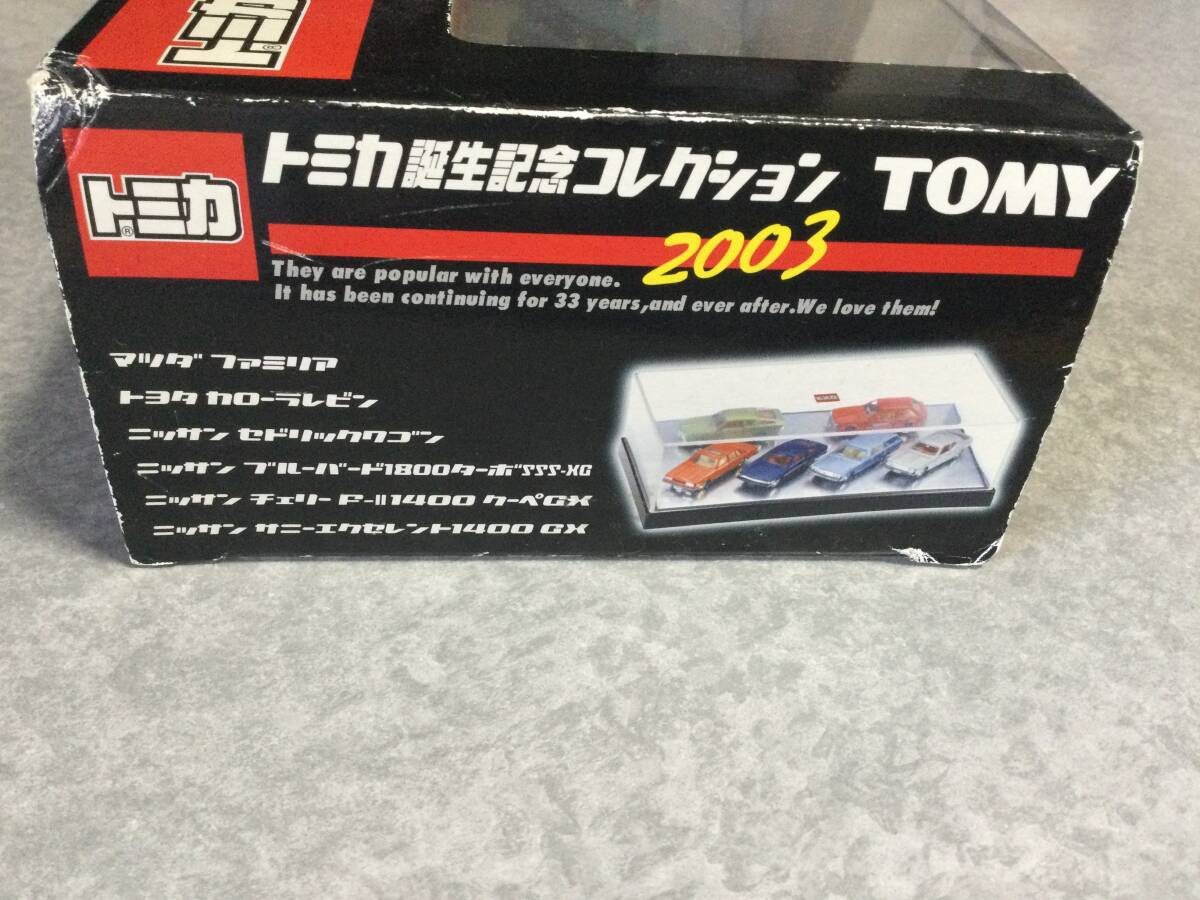 トミカ®
トミカ®
トミカ誕生記念コレクション TOMY
2003
They are popular with everyone.
It has been continuing for 33 years,and ever after.We love them!
マツダ ファミリア
トヨタ カローラレビン
ニッサン セドリックワゴン
ニッサン ブルーバード1800ターボSSS-XG
ニッサン チェリー F-II1400 クーペGX
ニッサン サニーエクセレント1400 GX
トミカ